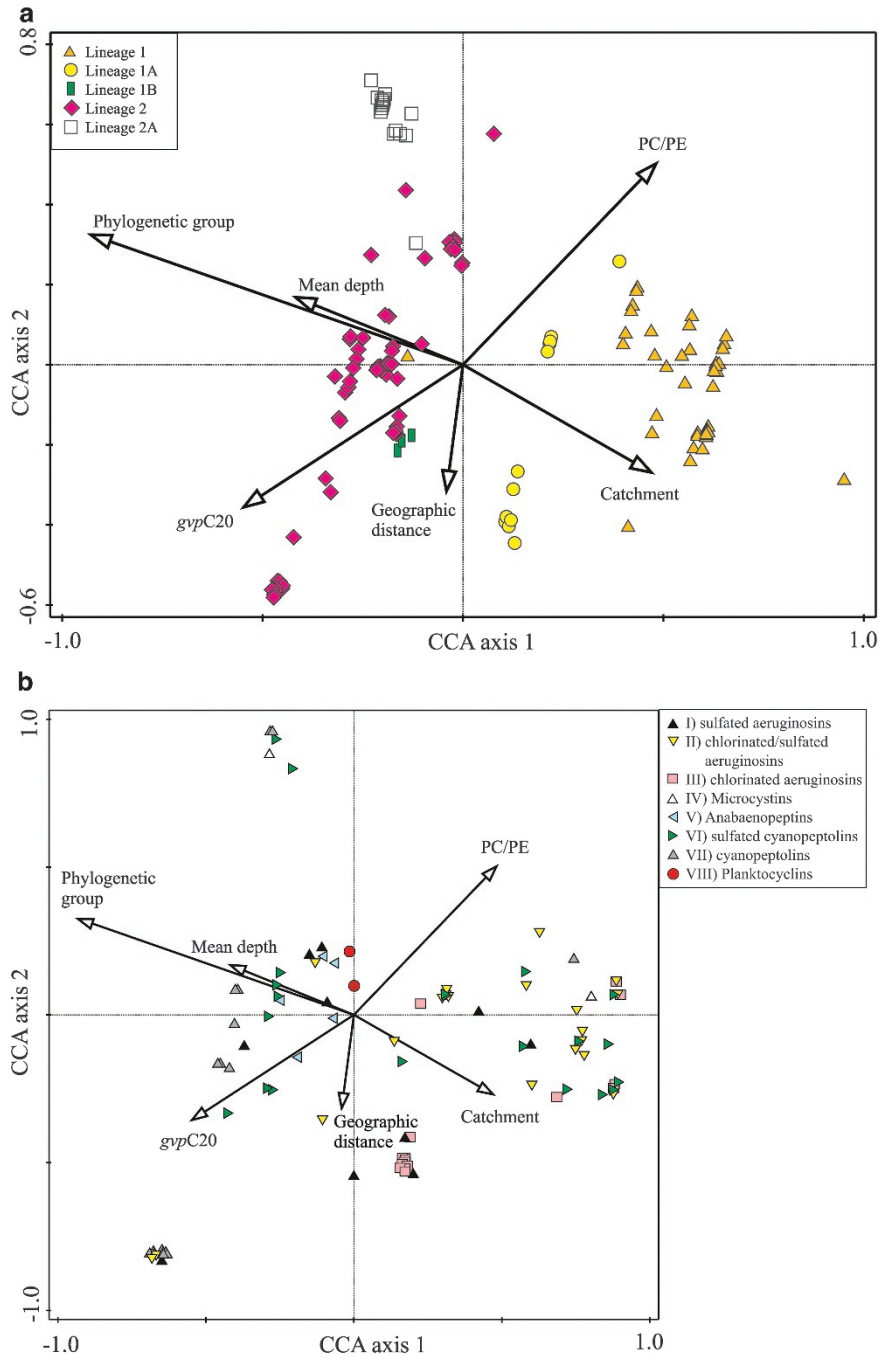 a
0.8
Lineage 1
Lineage 1A
Lineage 1B
Lineage 2
Lineage 2A
PC/PE
Phylogenetic group
Mean depth
CCA axis 2
gvpC20
Geographic
distance
Catchment
-0.6
-1.0
CCA axis 1
1.0
b
1.0
I) sulfated aeruginosins
II) chlorinated/sulfated
aeruginosins
III) chlorinated aeruginosins
IV) Microcystins
V) Anabaenopeptins
VI) sulfated cyanopeptolins
VII) cyanopeptolins
VIII) Planktocyclins
PC/PE
Phylogenetic
group
Mean depth
CCA axis 2
gvpC20
Geographic
distance
Catchment
-1.0
-1.0
CCA axis 1
1.0